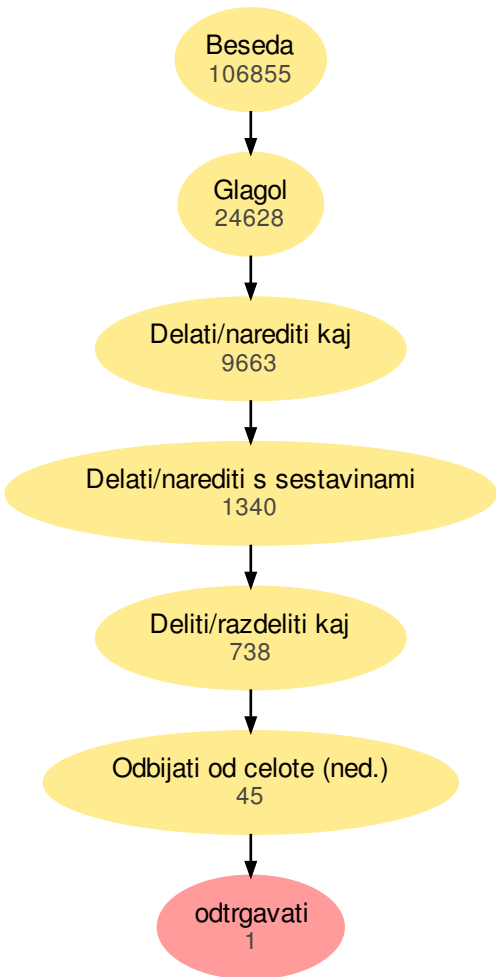 Beseda
106855
Glagol
24628
Delati/narediti kaj
9663
Delati/narediti s sestavinami
1340
Deliti/razdeliti kaj
738
Odbijati od celote (ned.)
45
odtrgavati
1